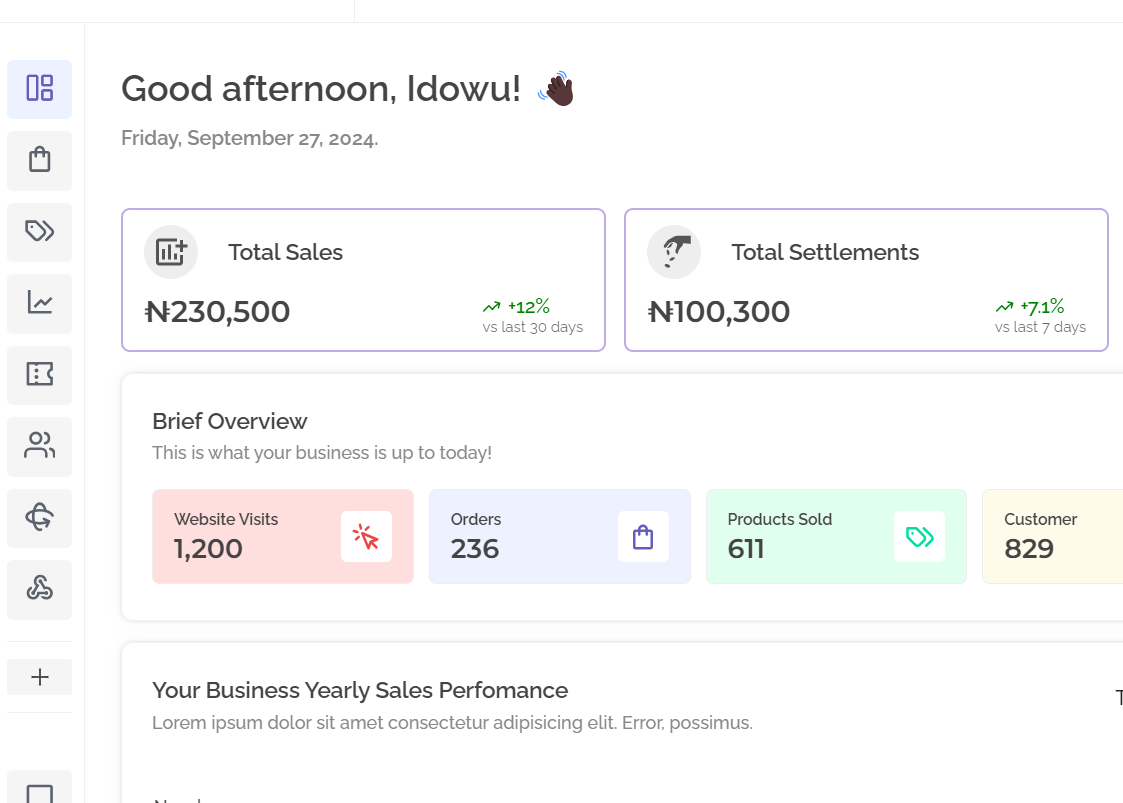 Good afternoon, Idowu! 👋🏿
Friday, September 27, 2024.
Total Sales
₦230,500
+12%
vs last 30 days
Total Settlements
₦100,300
+7.1%
vs last 7 days
Brief Overview
This is what your business is up to today!
Website Visits
1,200
Orders
236
Products Sold
611
Customer
829
Your Business Yearly Sales Perfomance
Lorem ipsum dolor sit amet consectetur adipisicing elit. Error, possimus.